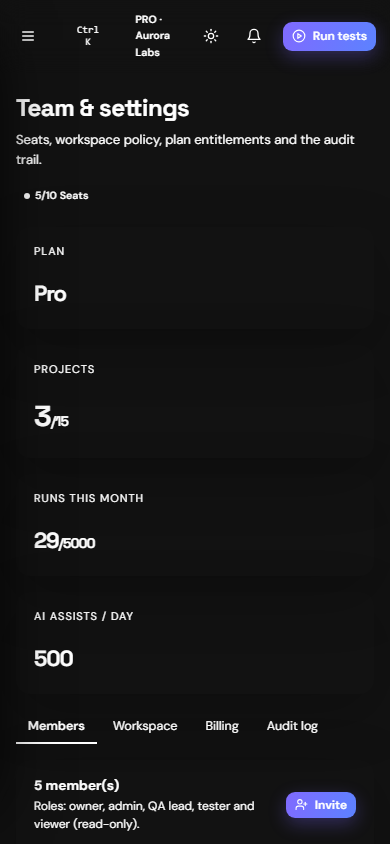 Ctrl
K
PRO ·
Aurora
Labs
Run tests
Team & settings
Seats, workspace policy, plan entitlements and the audit
trail.
5/10 Seats
PLAN
Pro
PROJECTS
3/15
RUNS THIS MONTH
29/5000
AI ASSISTS / DAY
500
Members Workspace Billing Audit log
5 member(s)
Roles: owner, admin, QA lead, tester and
viewer (read-only).
Invite